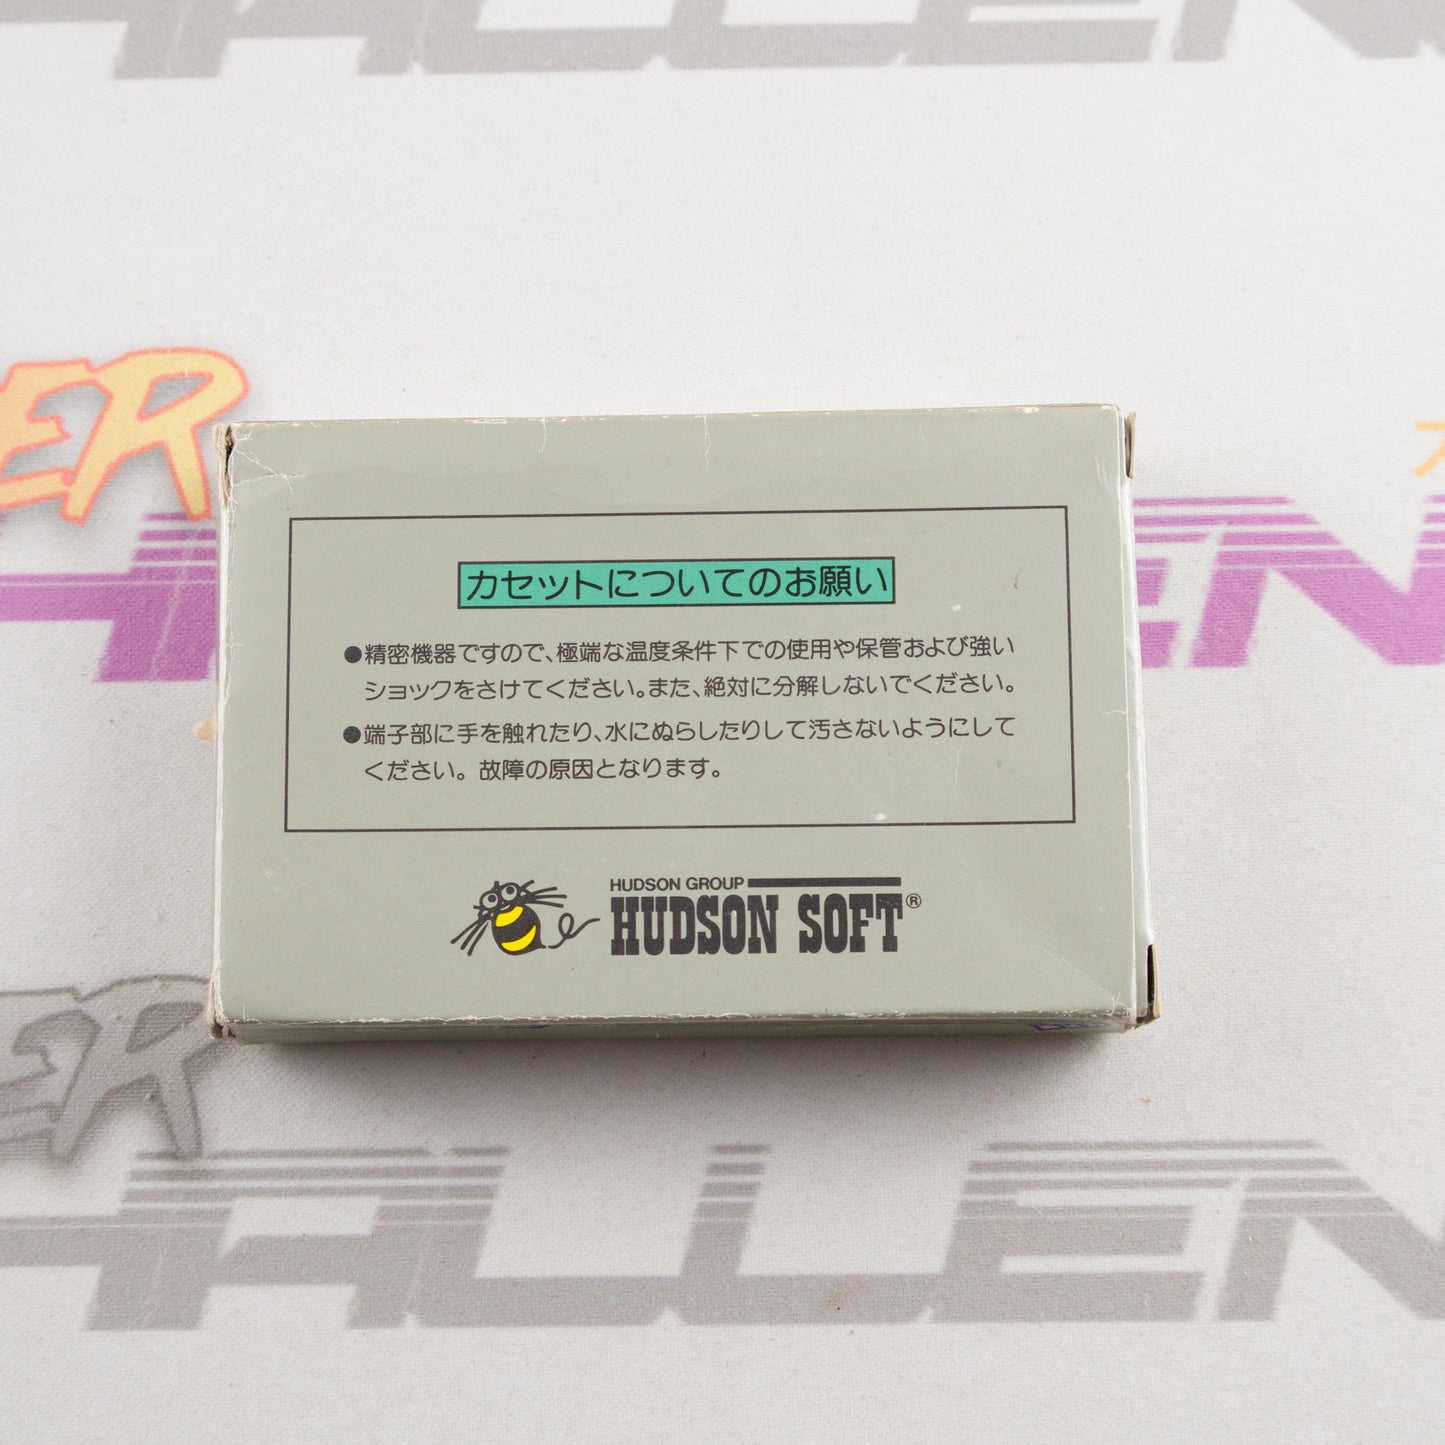 カセットについてのお願い
●精密機器ですので、極端な温度条件下での使用や保管および強い
ショックをさけてください。また、絶対に分解しないでください。
●端子部に手を触れたり、水にぬらしたりして汚さないようにして
ください。故障の原因となります。
HUDSON GROUP
HUDSON SOFT®